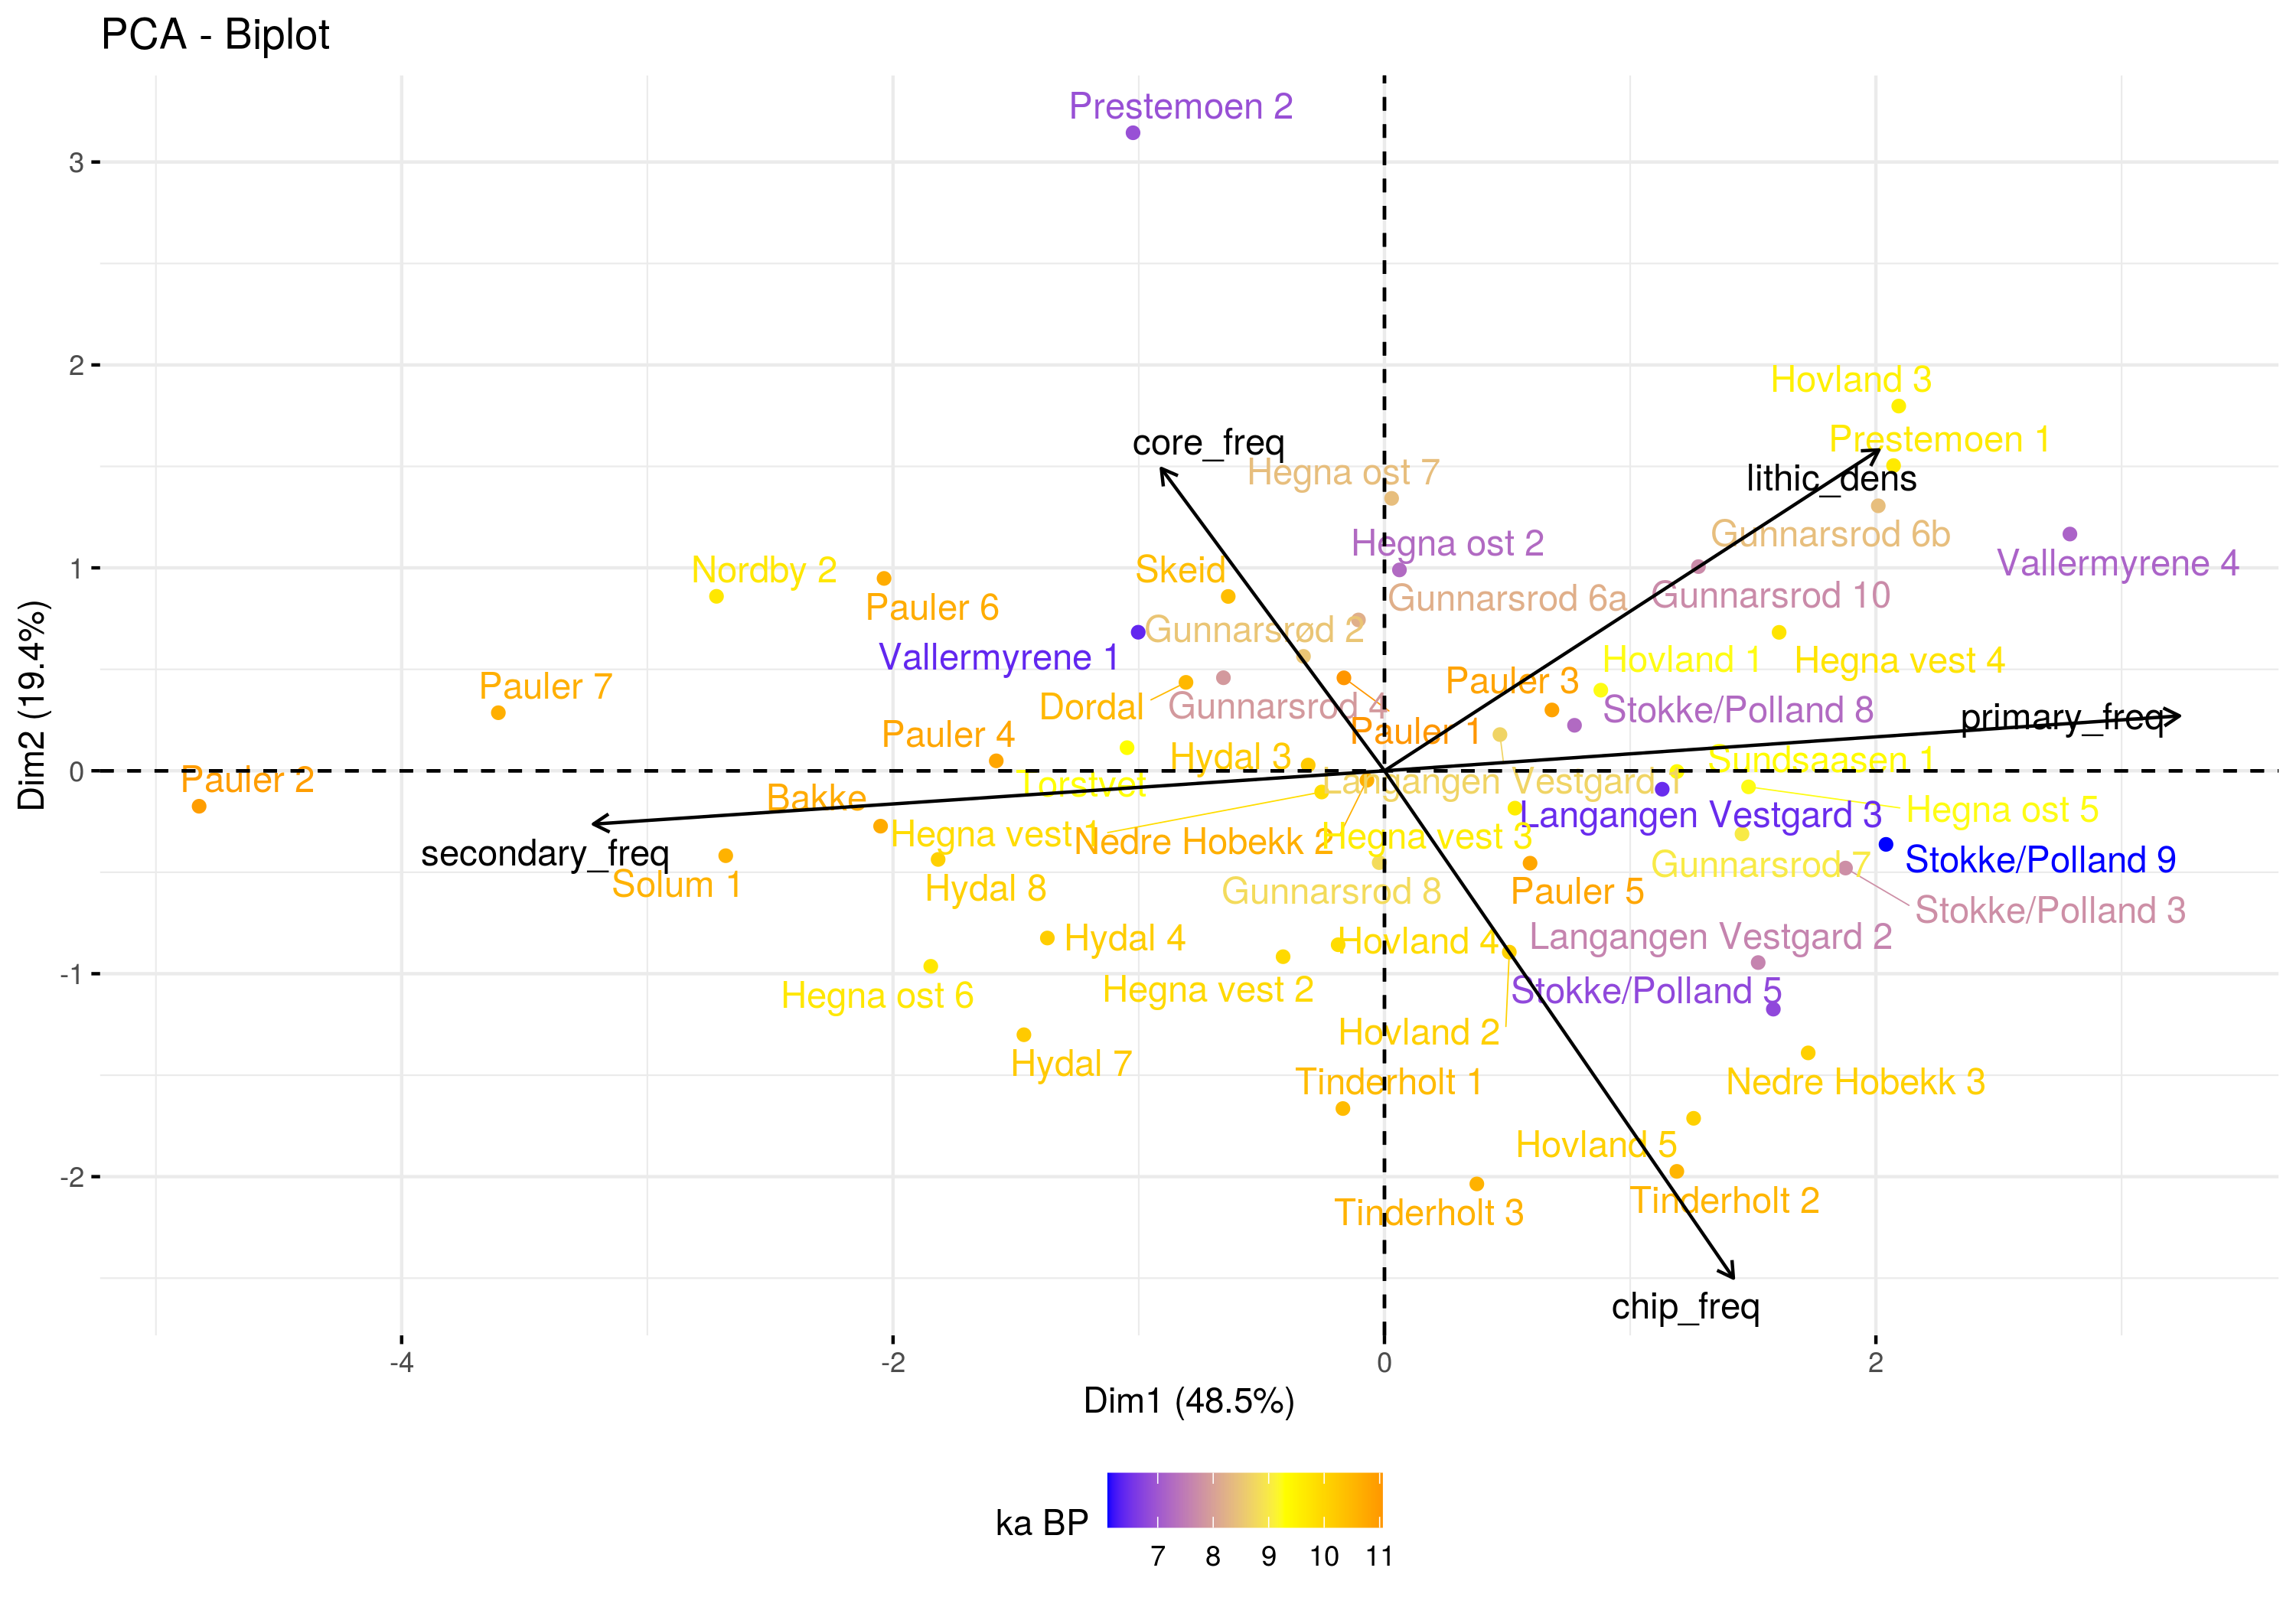 PCA - Biplot
Prestemoen 2
3
2
Hovland 3
Prestemoen 1
core_freq
Hegna ost 7
lithic_dens
Gunnarsrod 6b
Hegna ost 2
Vallermyrene 4
1
Nordby 2
Skeid
Pauler 6
Gunnarsrod 6a
Gunnarsrod 10
Gunnarsrød 2
Vallermyrene 1
Hovland 1
Hegna vest 4
Pauler 7
Pauler 3
Dordal
Gunnarsrod 4
Stokke/Polland 8
primary_freq
Pauler 4
Pauler 1
Hydal 3
Sundsaasen 1
0
Pauler 2
Torstvet
Langangen Vestgard 1
Bakke
Hegna ost 5
Langangen Vestgard 3
Hegna vest 1
Nedre Hobekk 2
Hegna vest 3
secondary_freq
Stokke/Polland 9
Gunnarsrod 7
Solum 1
Hydal 8
Gunnarsrod 8
Pauler 5
Stokke/Polland 3
Hydal 4
Hovland 4
Langangen Vestgard 2
-1
Hegna ost 6
Hegna vest 2
Stokke/Polland 5
Hovland 2
Hydal 7
Tinderholt 1
Nedre Hobekk 3
Hovland 5
-2
Tinderholt 3
Tinderholt 2
chip_freq
Dim2 (19.4%)
-4
-2
0
2
Dim1 (48.5%)
ka BP
7
8
9
10
11